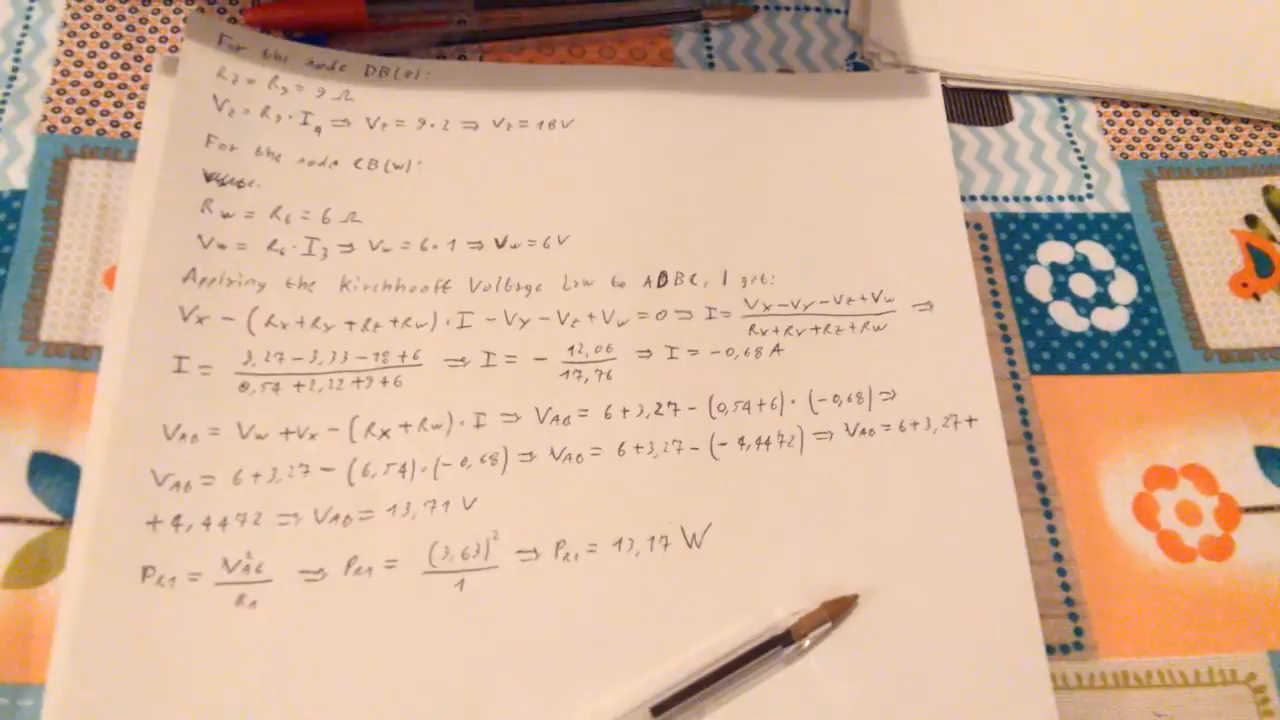 For the node DB(z):
Rz = R9 = 9 Ω
Vz = R9 · I4 ⇒ Vz = 9 · 2 ⇒ Vz = 18V
For the node CB(w):
Rw = R6 = 6 Ω
Vw = R6 · I3 ⇒ Vw = 6 · 1 ⇒ Vw = 6V
Applying the Kirchhooff Voltage Law to ADBC, I get:
Vx − (Rx+Ry+Rz+Rw) · I − Vy − Vz + Vw = 0 ⇒ I = (Vx−Vy−Vz+Vw)/(Rx+Ry+Rz+Rw) ⇒
I = (3,27−3,33−18+6)/(0,54+2,22+9+6) ⇒ I = − 12,06/17,76 ⇒ I = −0,68 A
VAB = Vw + Vx − (Rx+Rw) · I ⇒ VAB = 6+3,27 − (0,54+6) · (−0,68) ⇒
VAB = 6+3,27 − (6,54) · (−0,68) ⇒ VAB = 6+3,27 − (−4,4472) ⇒ VAB = 6+3,27 +
+4,4472 ⇒ VAB = 13,71 V
PR1 = V²AB/R1 ⇒ PR1 = (3,63)²/1 ⇒ PR1 = 13,17 W